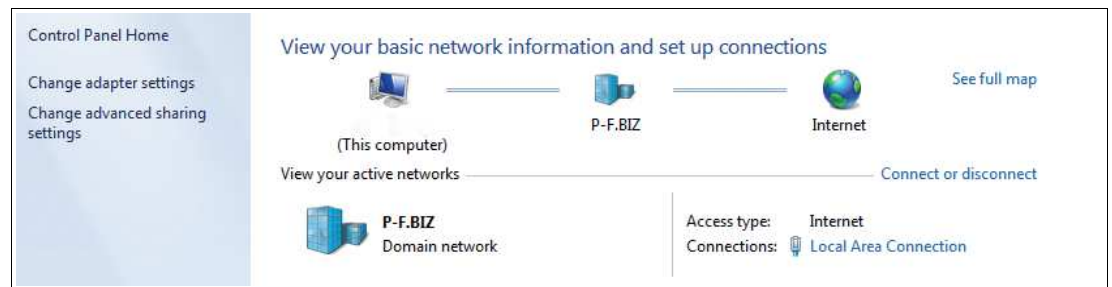 Control Panel Home
Change adapter settings
Change advanced sharing
settings
View your basic network information and set up connections
See full map
(This computer)
P-F.BIZ
Internet
View your active networks
Connect or disconnect
P-F.BIZ
Domain network
Access type: Internet
Connections: Local Area Connection